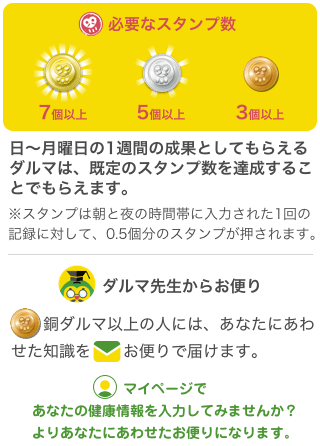 必要なスタンプ数
7個以上 5個以上 3個以上
日〜月曜日の1週間の成果としてもらえる
ダルマは、既定のスタンプ数を達成するこ
とでもらえます。
※スタンプは朝と夜の時間帯に入力された1回の
記録に対して、0.5個分のスタンプが押されます。
ダルマ先生からお便り
銅ダルマ以上の人には、あなたにあわ
せた知識を お便りで届けます。
マイページで
あなたの健康情報を入力してみませんか？
よりあなたにあわせたお便りになります。